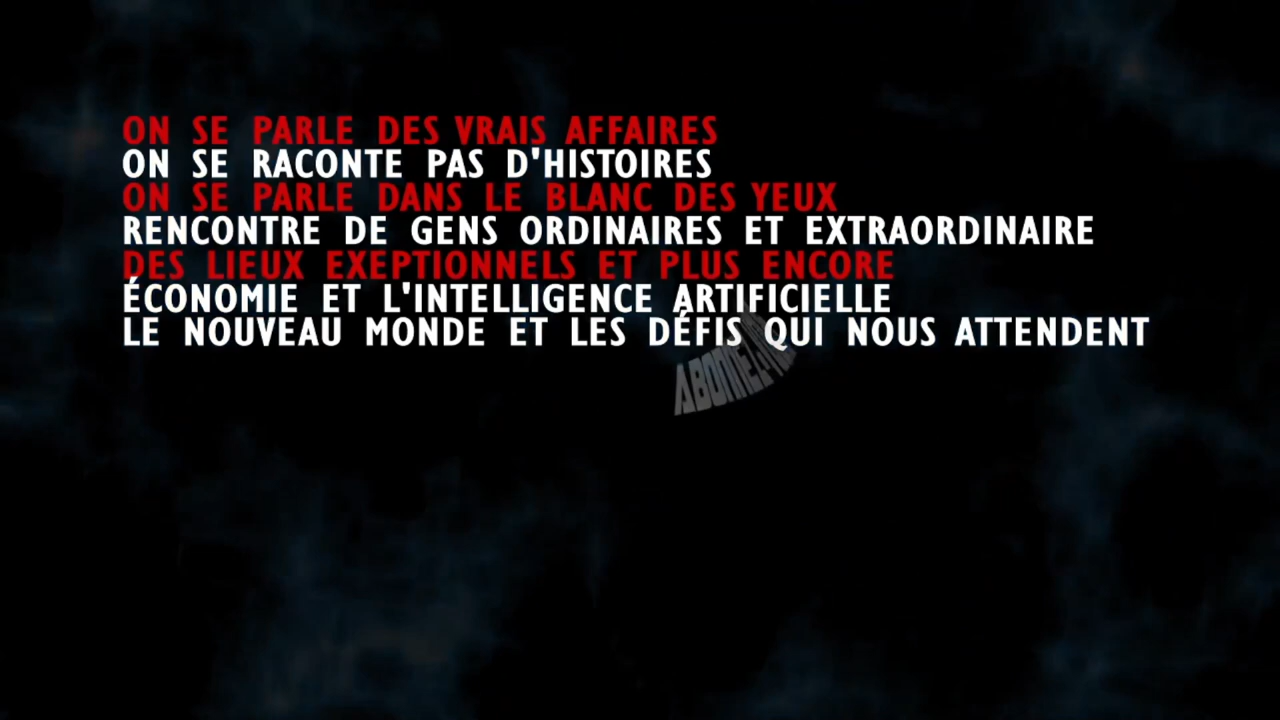 ON SE PARLE DES VRAIS AFFAIRES
ON SE RACONTE PAS D'HISTOIRES
ON SE PARLE DANS LE BLANC DES YEUX
RENCONTRE DE GENS ORDINAIRES ET EXTRAORDINAIRE
DES LIEUX EXEPTIONNELS ET PLUS ENCORE
ÉCONOMIE ET L'INTELLIGENCE ARTIFICIELLE
LE NOUVEAU MONDE ET LES DÉFIS QUI NOUS ATTENDENT